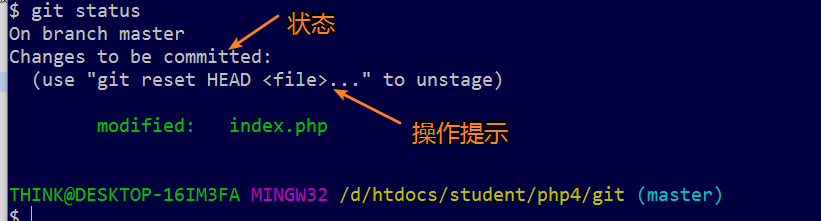 $ git status
状态
On branch master
Changes to be committed:
(use "git reset HEAD <file>..." to unstage)
modified: index.php
操作提示
THINK@DESKTOP-16IM3FA MINGW32 /d/htdocs/student/php4/git (master)
$